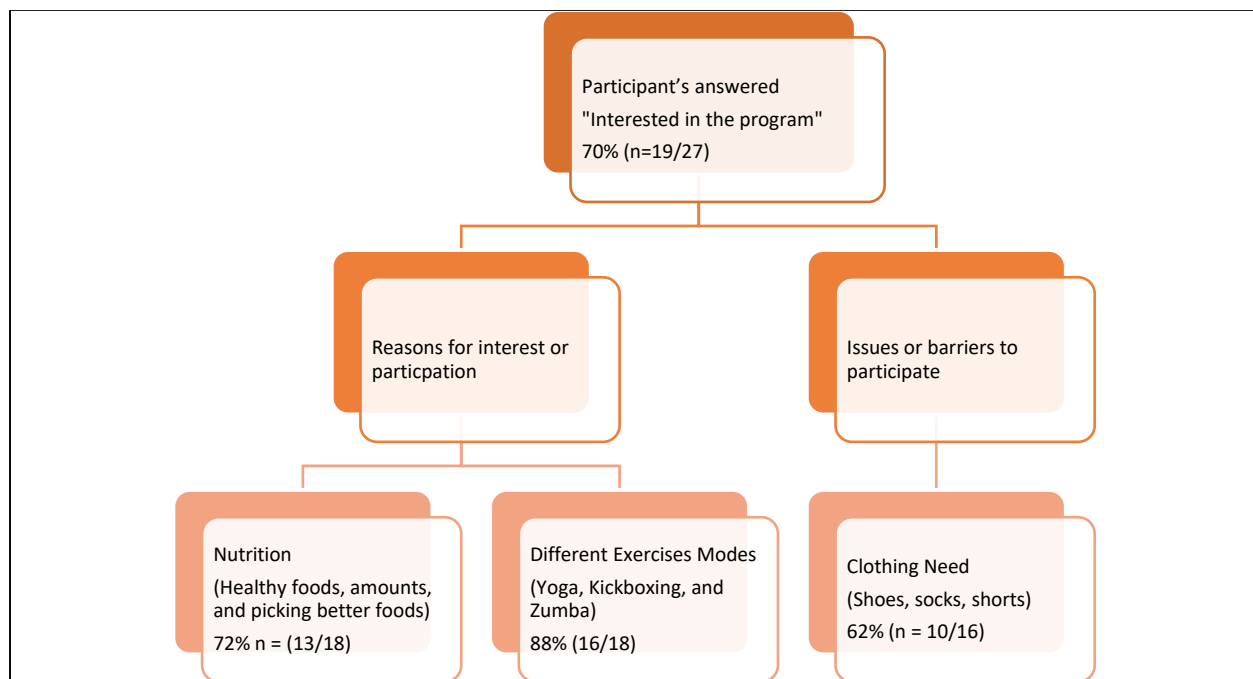 Participant’s answered
"Interested in the program"
70% (n=19/27)
Reasons for interest or
particpation
Issues or barriers to
participate
Nutrition
(Healthy foods, amounts,
and picking better foods)
72% n = (13/18)
Different Exercises Modes
(Yoga, Kickboxing, and
Zumba)
88% (16/18)
Clothing Need
(Shoes, socks, shorts)
62% (n = 10/16)